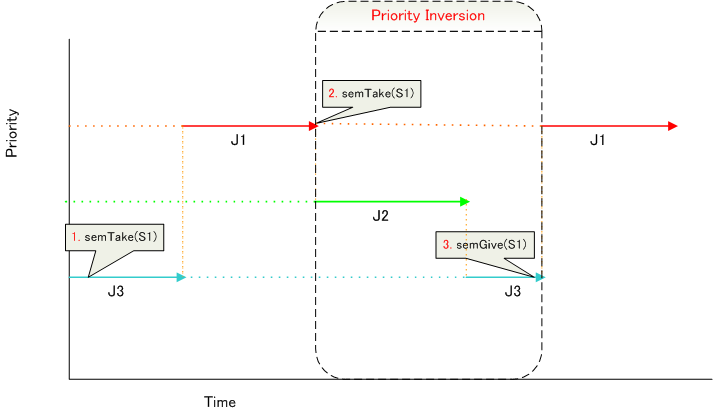 Priority Inversion
2. semTake(S1)
Priority
J1
J1
J2
1. semTake(S1)
3. semGive(S1)
J3
J3
Time